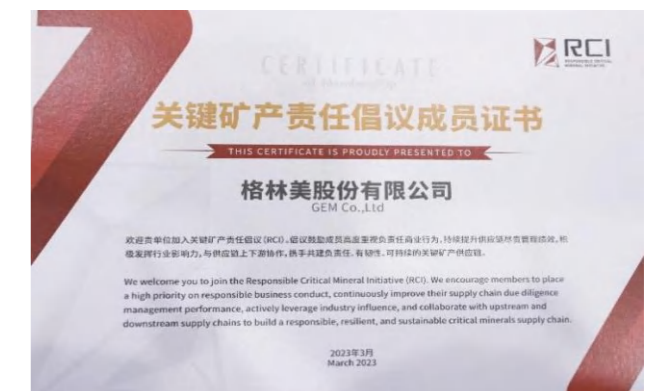 RCI
RESPONSIBLE CRITICAL
MINERAL INITIATIVE
CERTIFICATE
of Membership
关键矿产责任倡议成员证书
THIS CERTIFICATE IS PROUDLY PRESENTED TO
格林美股份有限公司
GEM Co.,Ltd
欢迎贵单位加入关键矿产责任倡议(RCI)。倡议鼓励成员高度重视负责任商业行为,持续提升供应链尽责管理绩效,积
极发挥行业影响力,与供应链上下游协作,携手共建负责任、有韧性、可持续的关键矿产供应链。
We welcome you to join the Responsible Critical Mineral Initiative (RCI). We encourage members to place
a high priority on responsible business conduct, continuously improve their supply chain due diligence
management performance, actively leverage industry influence, and collaborate with upstream and
downstream supply chains to build a responsible, resilient, and sustainable critical minerals supply chain.
2023年3月
March 2023